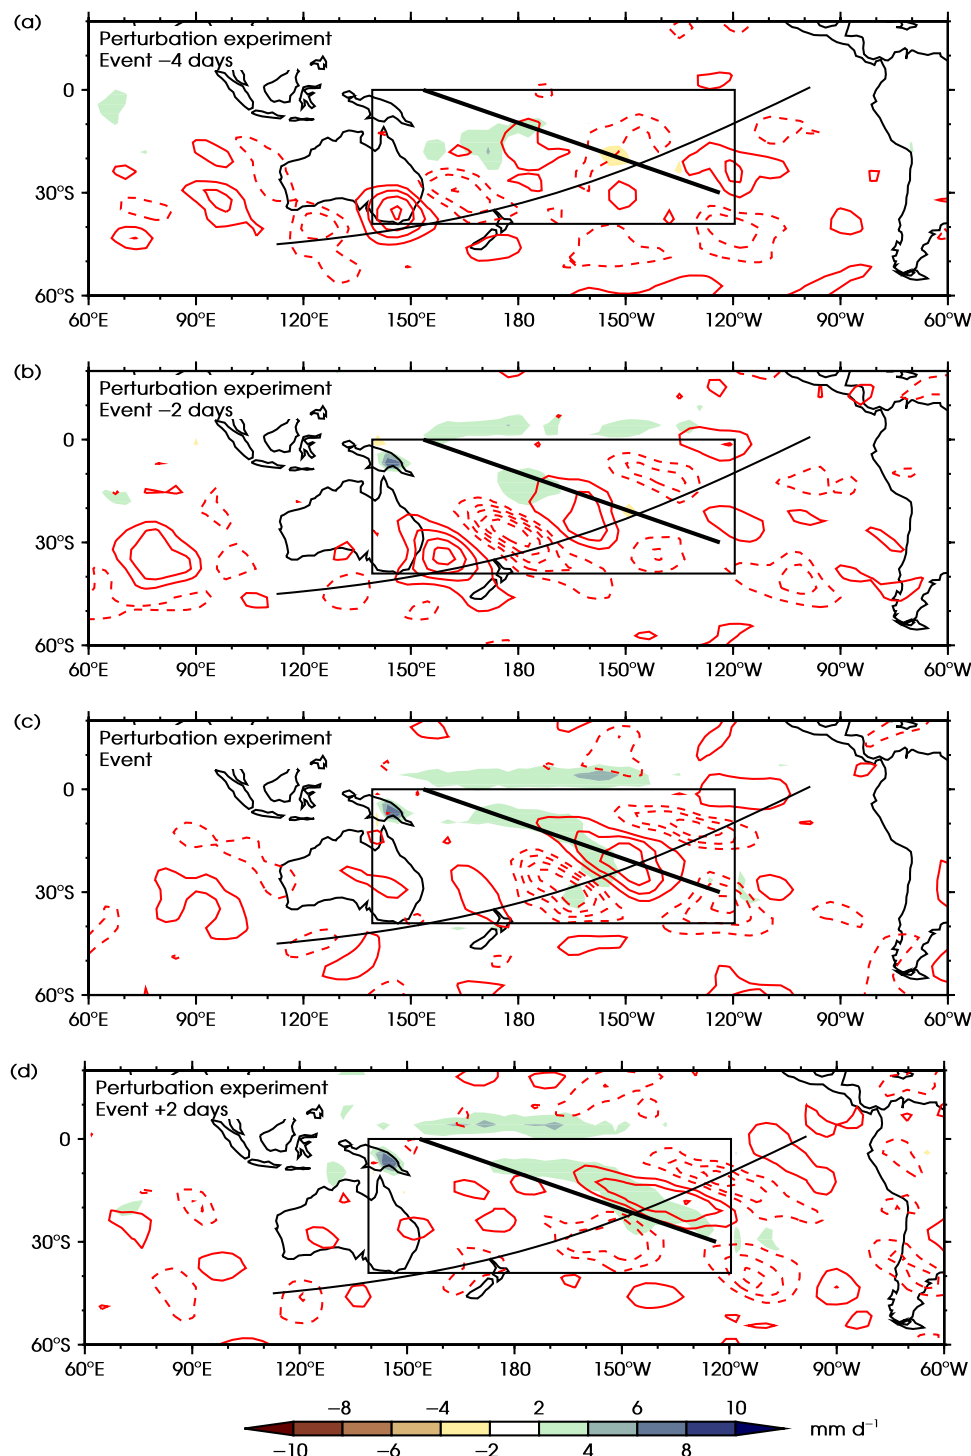 (a)
Perturbation experiment
Event −4 days
0
30°S
60°S
60°E 90°E 120°E 150°E 180 150°W 120°W 90°W 60°W
(b)
Perturbation experiment
Event −2 days
0
30°S
60°S
60°E 90°E 120°E 150°E 180 150°W 120°W 90°W 60°W
(c)
Perturbation experiment
Event
0
30°S
60°S
60°E 90°E 120°E 150°E 180 150°W 120°W 90°W 60°W
(d)
Perturbation experiment
Event +2 days
0
30°S
60°S
60°E 90°E 120°E 150°E 180 150°W 120°W 90°W 60°W
−8 −4 2 6 10
mm d⁻¹
−10 −6 −2 4 8